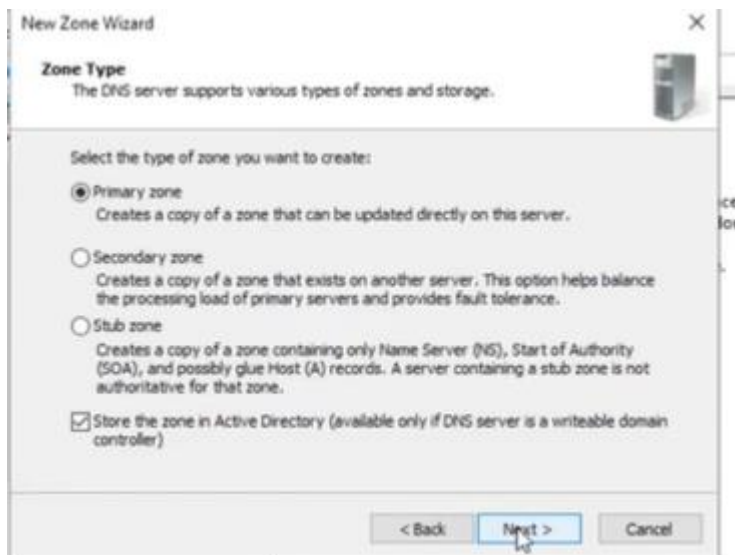 New Zone Wizard
Zone Type
The DNS server supports various types of zones and storage.
Select the type of zone you want to create:
Primary zone
Creates a copy of a zone that can be updated directly on this server.
Secondary zone
Creates a copy of a zone that exists on another server. This option helps balance
the processing load of primary servers and provides fault tolerance.
Stub zone
Creates a copy of a zone containing only Name Server (NS), Start of Authority
(SOA), and possibly glue Host (A) records. A server containing a stub zone is not
authoritative for that zone.
Store the zone in Active Directory (available only if DNS server is a writeable domain
controller)
< Back Next > Cancel